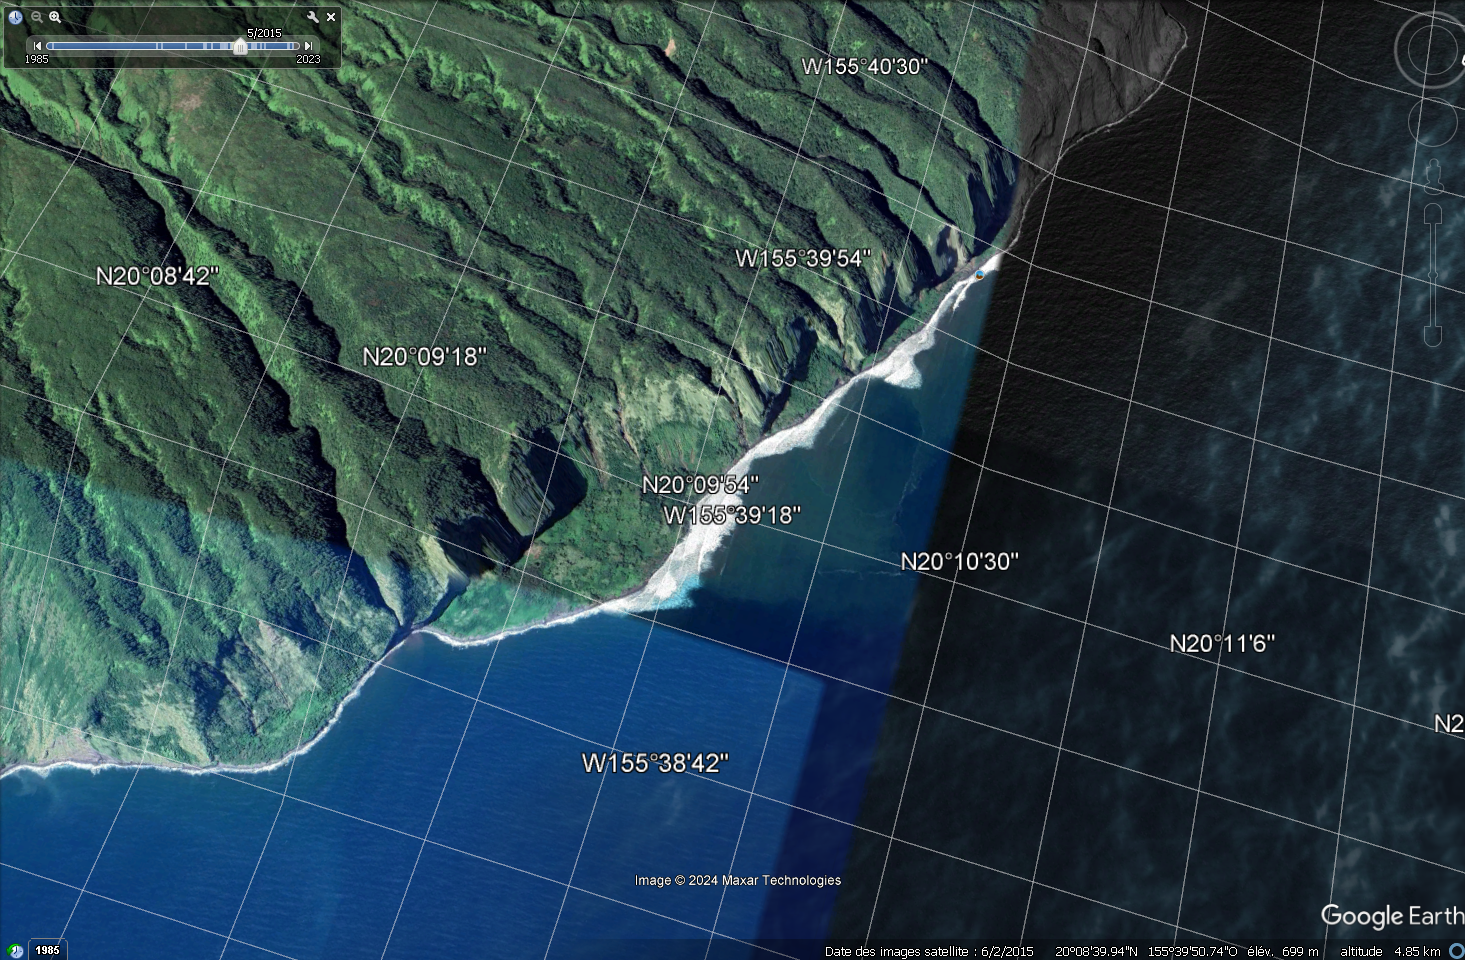 5/2015
1985
2023
W155°40'30"
W155°39'54"
N20°08'42"
N20°09'18"
N20°09'54"
W155°39'18"
N20°10'30"
N20°11'6"
N2
W155°38'42"
Image © 2024 Maxar Technologies
Google Earth
1985
Date des images satellite : 6/2/2015 20°08'39.94"N 155°39'50.74"O élév. 699 m altitude 4.85 km